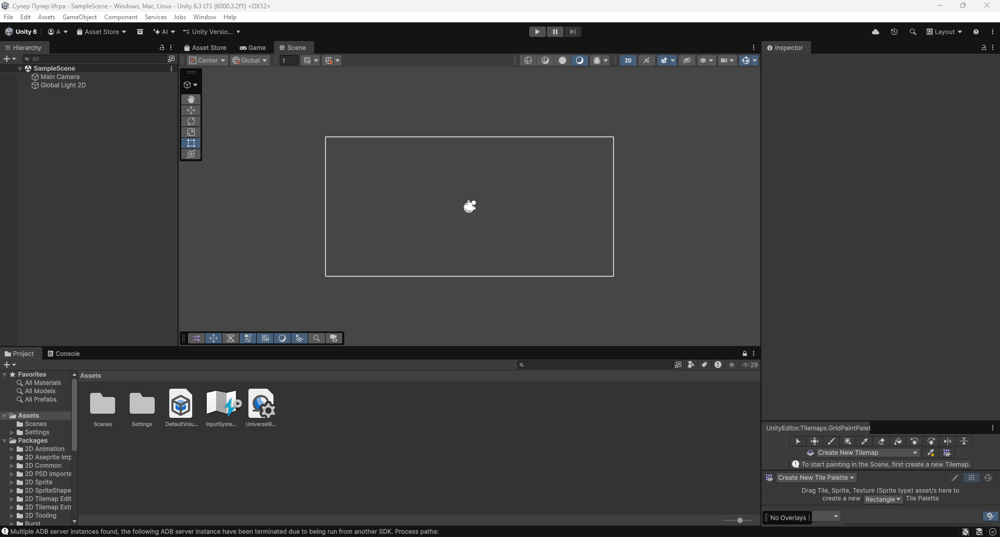 Супер Пупер Игра - SampleScene - Windows, Mac, Linux - Unity 6.3 LTS (6000.3.2f1) <DX12>
File Edit Assets GameObject Component Services Jobs Window Help
Unity 6 A Asset Store AI Unity Versio... Layout
Hierarchy
All
SampleScene
Main Camera
Global Light 2D
Asset Store Game Scene
Center Global 1 2D
Inspector
Project Console
29
Favorites
All Materials
All Models
All Prefabs
Assets
Scenes
Settings
Packages
2D Animation
2D Aseprite Imp
2D Common
2D PSD Importe
2D Sprite
2D SpriteShape
2D Tilemap Edit
2D Tilemap Extr
2D Tooling
Burst
Assets
Scenes Settings DefaultVolu... InputSyste... UniversalR...
UnityEditor.Tilemaps.GridPaintPalet
Create New Tilemap
To start painting in the Scene, first create a new Tilemap.
Create New Tile Palette
Drag Tile, Sprite, Texture (Sprite type) asset/s here to
create a new Rectangle Tile Palette
No Overlays
Multiple ADB server instances found, the following ADB server instance have been terminated due to being run from another SDK. Process paths: